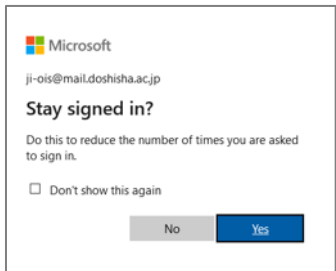 Microsoft
ji-ois@mail.doshisha.ac.jp
Stay signed in?
Do this to reduce the number of times you are asked
to sign in.
Don't show this again
No
Yes